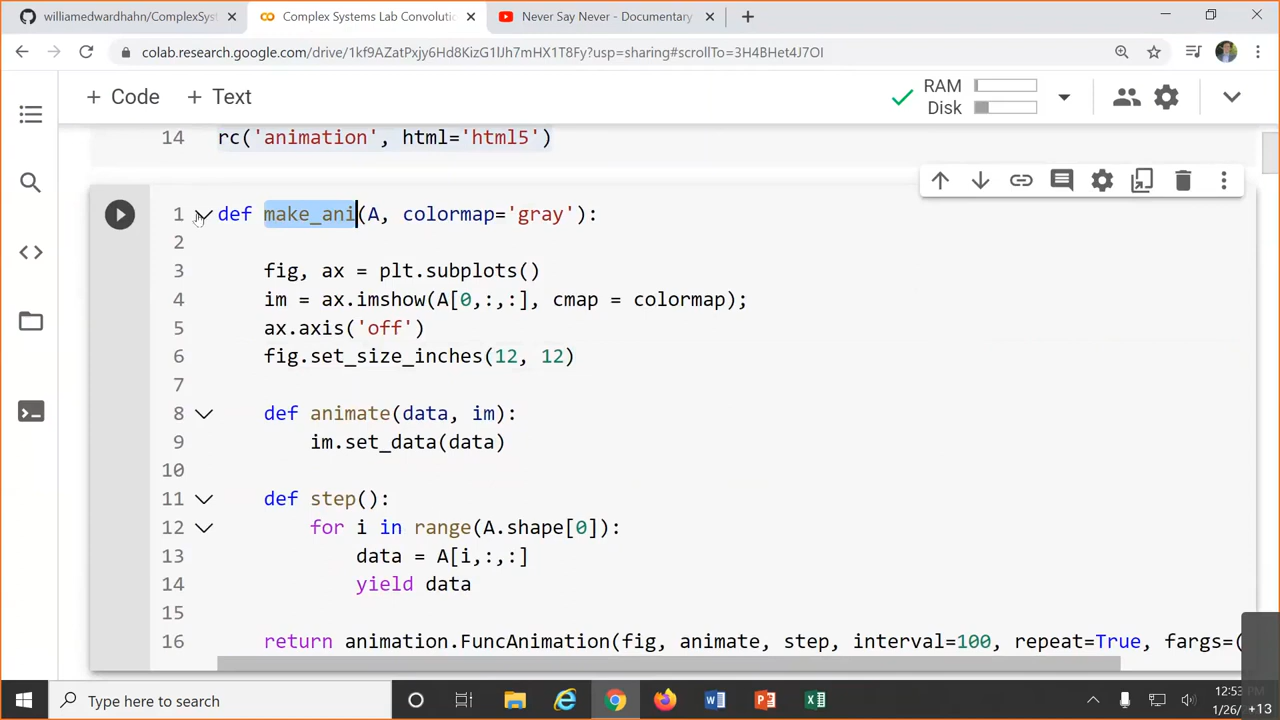 williamedwardhahn/ComplexSys
Complex Systems Lab Convolutio
Never Say Never - Documentary
colab.research.google.com/drive/1kf9AZatPxjy6Hd8KizG1lJh7mHX1T8Fy?usp=sharing#scrollTo=3H4BHet4J7OI
+ Code + Text
RAM
Disk
14 rc('animation', html='html5')
1 def make_ani(A, colormap='gray'):
2
3 fig, ax = plt.subplots()
4 im = ax.imshow(A[0,:,:], cmap = colormap);
5 ax.axis('off')
6 fig.set_size_inches(12, 12)
7
8 def animate(data, im):
9 im.set_data(data)
10
11 def step():
12 for i in range(A.shape[0]):
13 data = A[i,:,:]
14 yield data
15
16 return animation.FuncAnimation(fig, animate, step, interval=100, repeat=True, fargs=(
Type here to search
12:53 PM
1/26/
+13